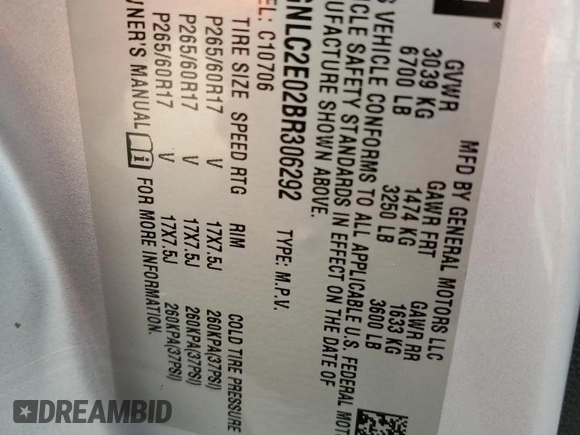 MFD BY GENERAL MOTORS LLC
GVWR GAWR FRT GAWR RR
3039 KG 1474 KG 1633 KG
6700 LB 3250 LB 3600 LB
S VEHICLE CONFORMS TO ALL APPLICABLE U.S. FEDERAL MOT
ICLE SAFETY STANDARDS IN EFFECT ON THE DATE OF
UFACTURE SHOWN ABOVE.
GNLC2E02BR306292 TYPE: M.P.V.
EL: C10706
TIRE SIZE SPEED RTG RIM COLD TIRE PRESSURE
P265/60R17 V 17X7.5J 260KPA(37PSI)
P265/60R17 V 17X7.5J 260KPA(37PSI)
P265/60R17 V 17X7.5J 260KPA(37PSI)
WNER'S MANUAL FOR MORE INFORMATION.
DREAMBID